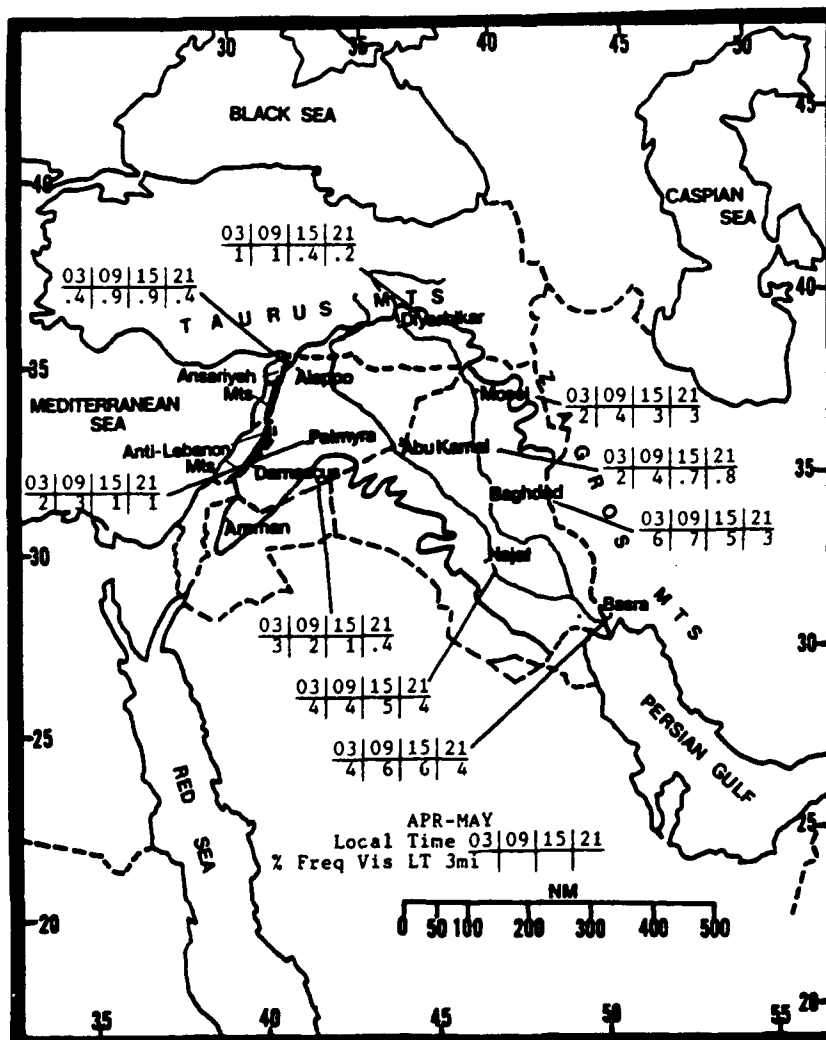 30 35 40 45 50
BLACK SEA
45
CASPIAN
SEA
40
03 09 15 21
1 1 .4 .2
03 09 15 21
.4 .9 .9 .4
40
TAURUS MTS
Diyarbikar
35
Ansariyeh
Mts.
Aleppo
MEDITERRANEAN
SEA
Mosul
03 09 15 21
2 4 3 3
ZAGROS
MTS
Anti-Lebanon
Mts.
Palmyra
Abu Kamal
03 09 15 21
2 4 .7 .8
35
03 09 15 21
2 3 1 1
Damascus
Baghdad
03 09 15 21
6 7 5 3
30
Amman
Najaf
Basra
03 09 15 21
3 2 1 .4
30
03 09 15 21
4 4 5 4
03 09 15 21
4 6 6 4
PERSIAN GULF
25
RED
SEA
APR-MAY
Local Time 03 09 15 21
% Freq Vis LT 3mi
25
NM
0 50 100 200 300 400 500
20
20
35 40 45 50 55